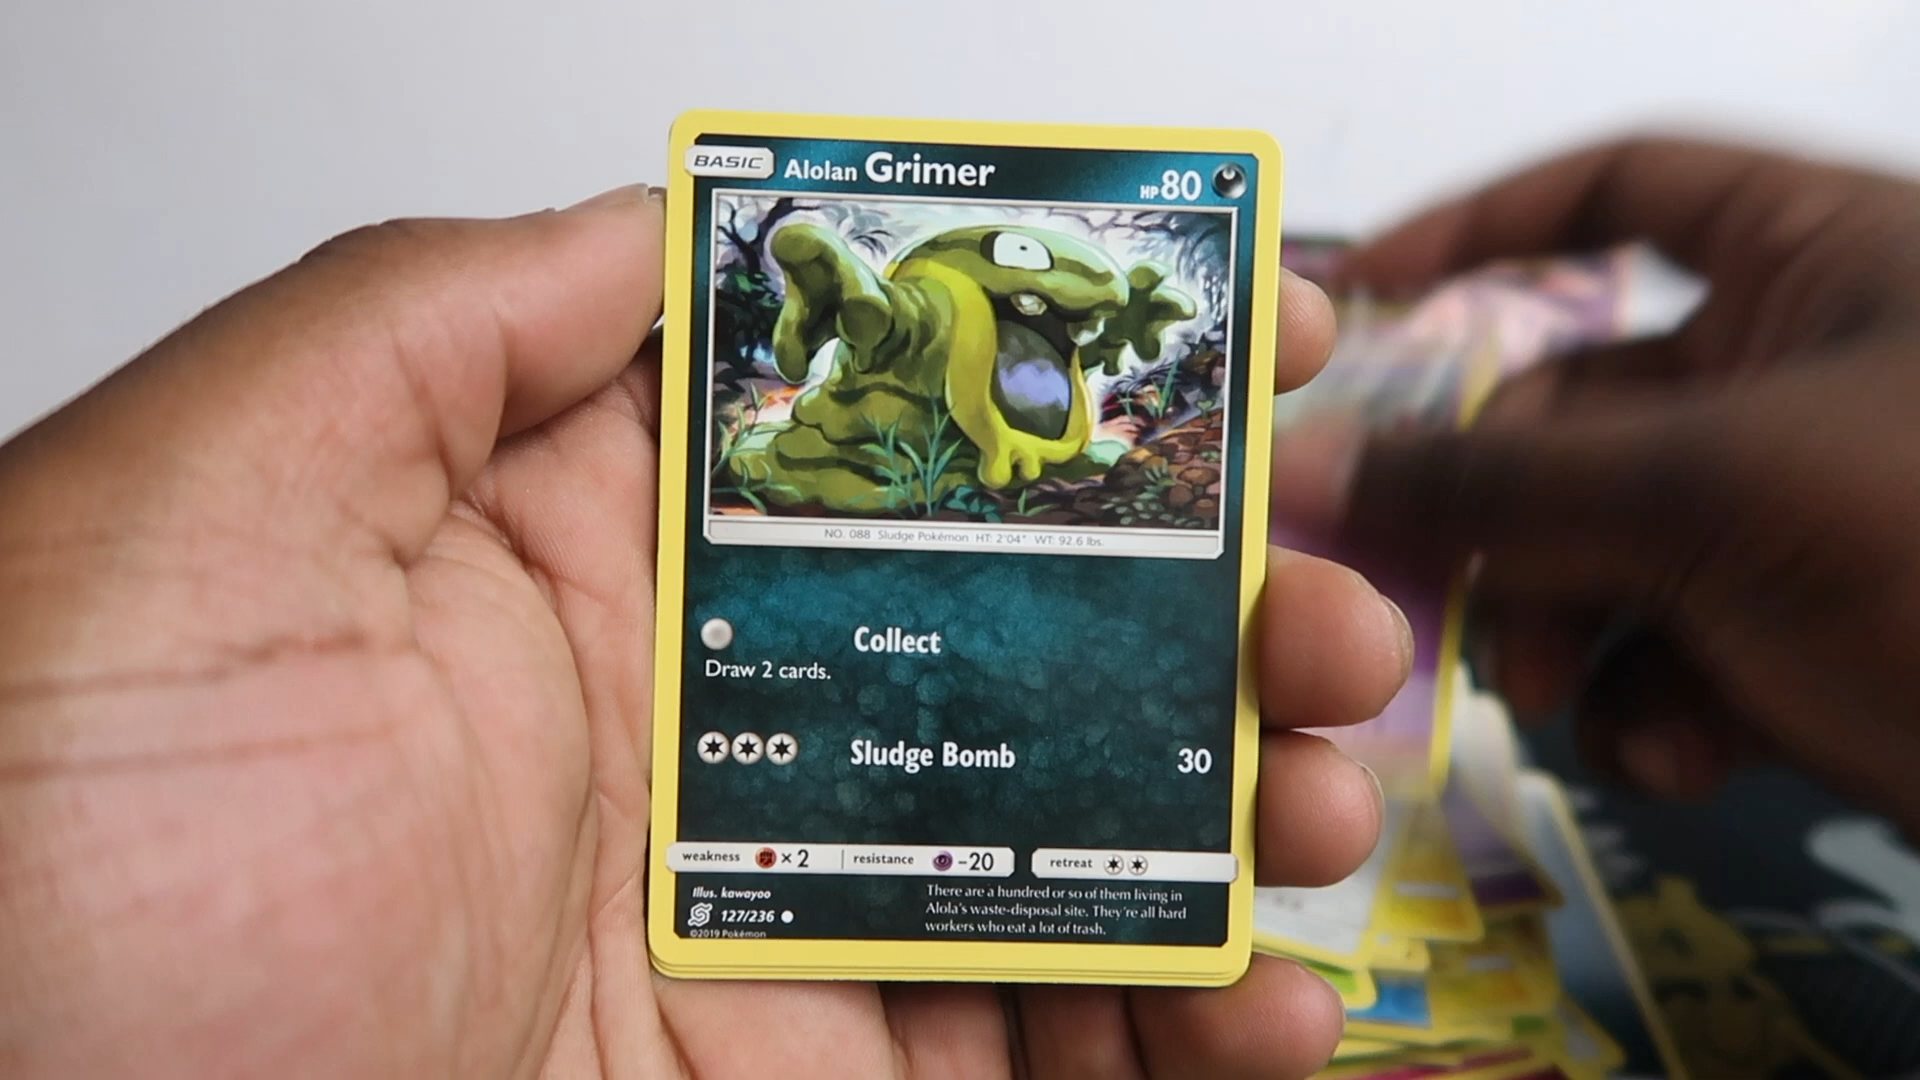 BASIC Alolan Grimer HP 80
NO. 088 Sludge Pokémon HT: 2'04" WT: 92.6 lbs.
Collect
Draw 2 cards.
Sludge Bomb 30
weakness ×2 resistance -20 retreat
Illus. kawayoo
127/236
©2019 Pokémon
There are a hundred or so of them living in
Alola's waste-disposal site. They're all hard
workers who eat a lot of trash.